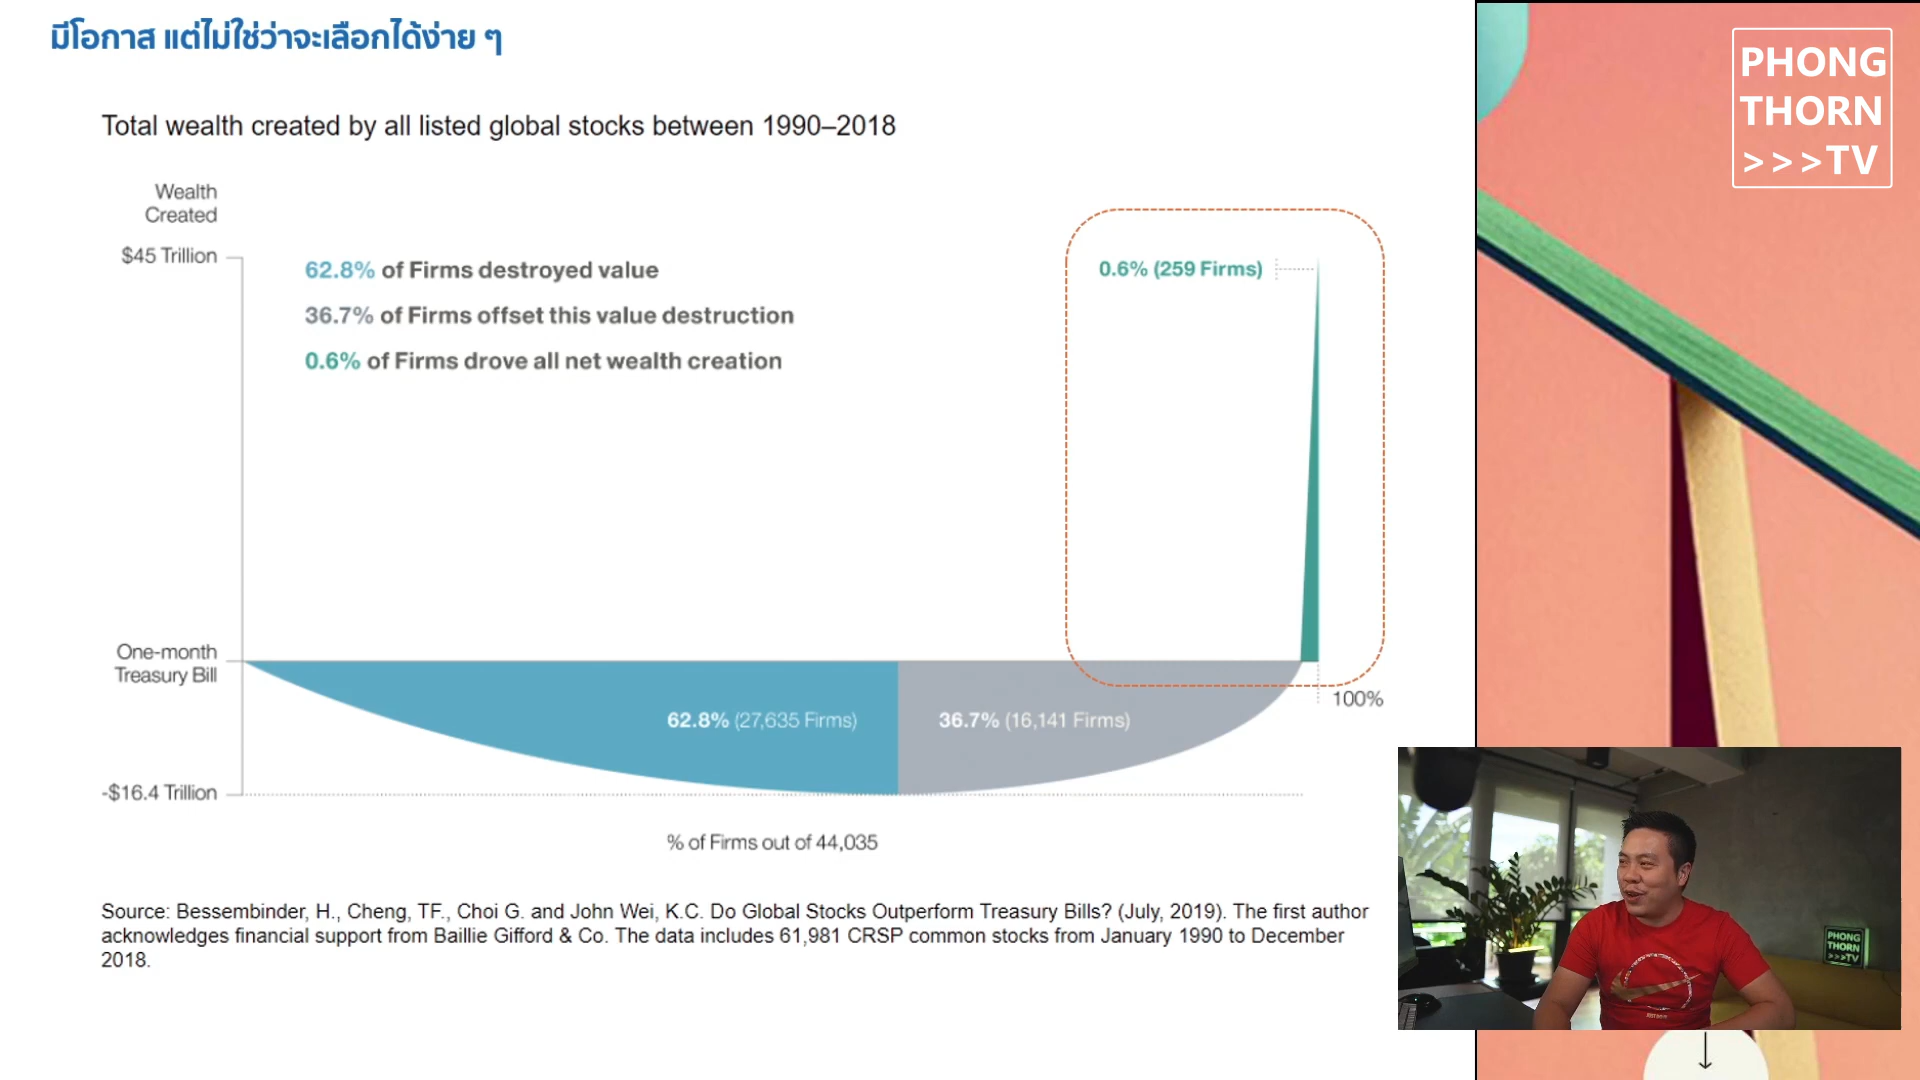 มีโอกาส แต่ไม่ใช่ว่าจะเลือกได้ง่าย ๆ
PHONG
THORN
>>>TV
Total wealth created by all listed global stocks between 1990–2018
Wealth
Created
$45 Trillion
62.8% of Firms destroyed value
36.7% of Firms offset this value destruction
0.6% of Firms drove all net wealth creation
0.6% (259 Firms)
One-month
Treasury Bill
100%
62.8% (27,635 Firms)
36.7% (16,141 Firms)
-$16.4 Trillion
% of Firms out of 44,035
Source: Bessembinder, H., Cheng, TF., Choi G. and John Wei, K.C. Do Global Stocks Outperform Treasury Bills? (July, 2019). The first author
acknowledges financial support from Baillie Gifford & Co. The data includes 61,981 CRSP common stocks from January 1990 to December
2018.
PHONG
THORN
>>>TV